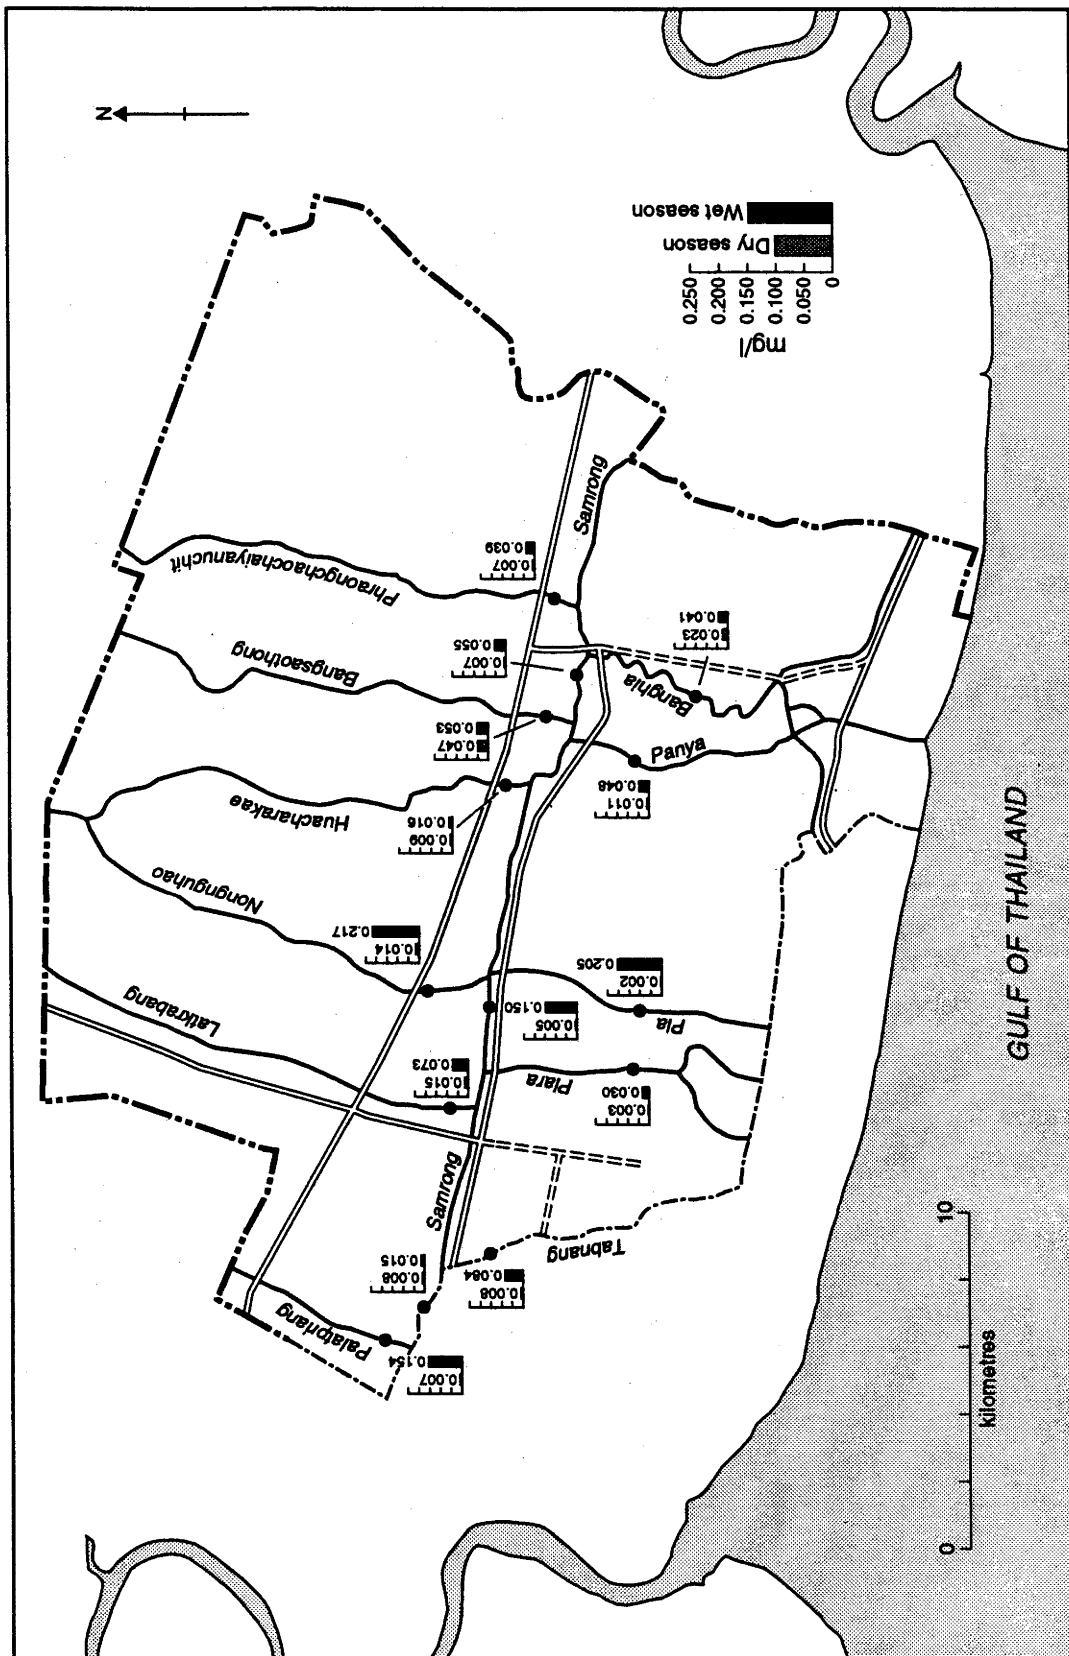 N
Phraongchaochaiyanuchit
0.007
0.039
Samrong
Bangsaothong
0.007
0.055
0.047
0.053
Banghia
0.023
0.041
Panya
0.011
0.048
Huacharakae
0.009
0.016
Nongnguhao
0.014
0.217
Latkrabang
0.015
0.073
0.005
0.150
Pla
0.002
0.205
Plara
0.003
0.030
Samrong
0.008
0.015
Tabnang
0.008
0.084
Palatpriang
0.007
0.154
mg/l
0.250
0.200
0.150
0.100
0.050
0
Dry season
Wet season
GULF OF THAILAND
0 10
kilometres